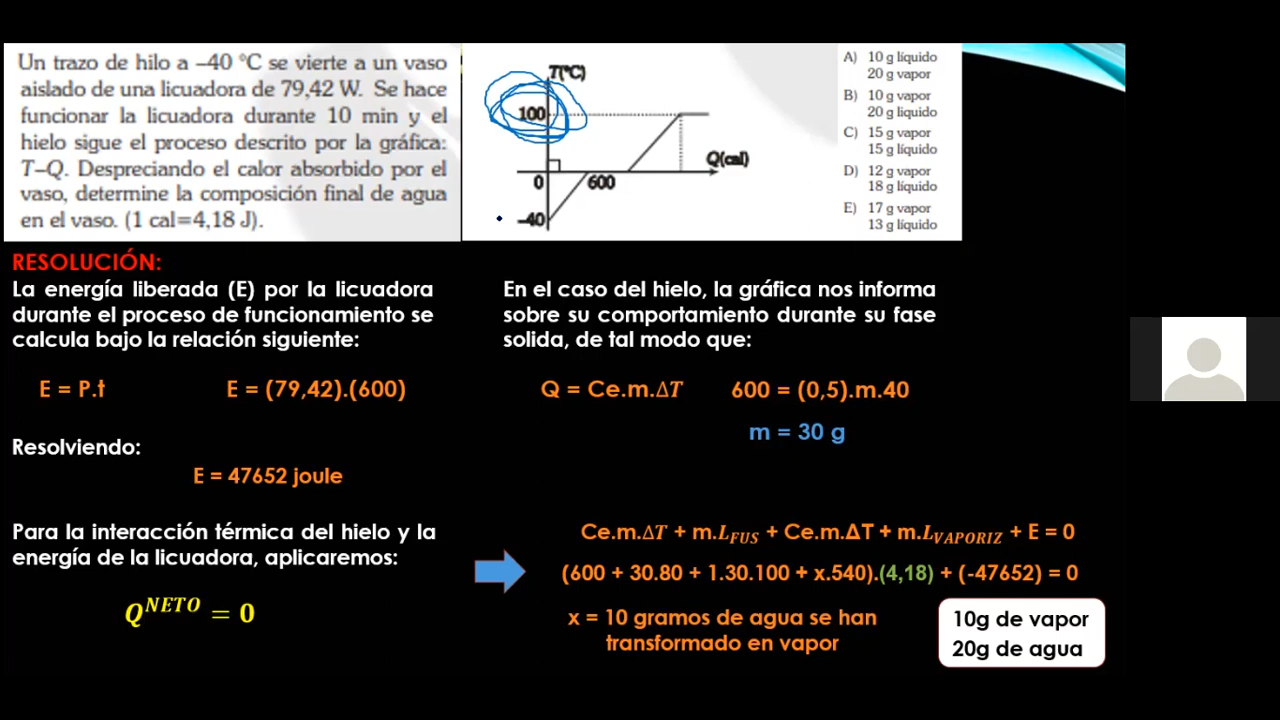 Un trazo de hilo a –40 °C se vierte a un vaso
aislado de una licuadora de 79,42 W. Se hace
funcionar la licuadora durante 10 min y el
hielo sigue el proceso descrito por la gráfica:
T–Q. Despreciando el calor absorbido por el
vaso, determine la composición final de agua
en el vaso. (1 cal=4,18 J).
T(°C)
100
Q(cal)
0
600
–40
A) 10 g líquido
20 g vapor
B) 10 g vapor
20 g liquido
C) 15 g vapor
15 g líquido
D) 12 g vapor
18 g líquido
E) 17 g vapor
13 g líquido
RESOLUCIÓN:
La energía liberada (E) por la licuadora
durante el proceso de funcionamiento se
calcula bajo la relación siguiente:
E = P.t
E = (79,42).(600)
Resolviendo:
E = 47652 joule
Para la interacción térmica del hielo y la
energía de la licuadora, aplicaremos:
Q^NETO = 0
En el caso del hielo, la gráfica nos informa
sobre su comportamiento durante su fase
solida, de tal modo que:
Q = Ce.m.ΔT
600 = (0,5).m.40
m = 30 g
Ce.m.ΔT + m.L_FUS + Ce.m.ΔT + m.L_VAPORIZ + E = 0
(600 + 30.80 + 1.30.100 + x.540).(4,18) + (-47652) = 0
x = 10 gramos de agua se han
transformado en vapor
10g de vapor
20g de agua